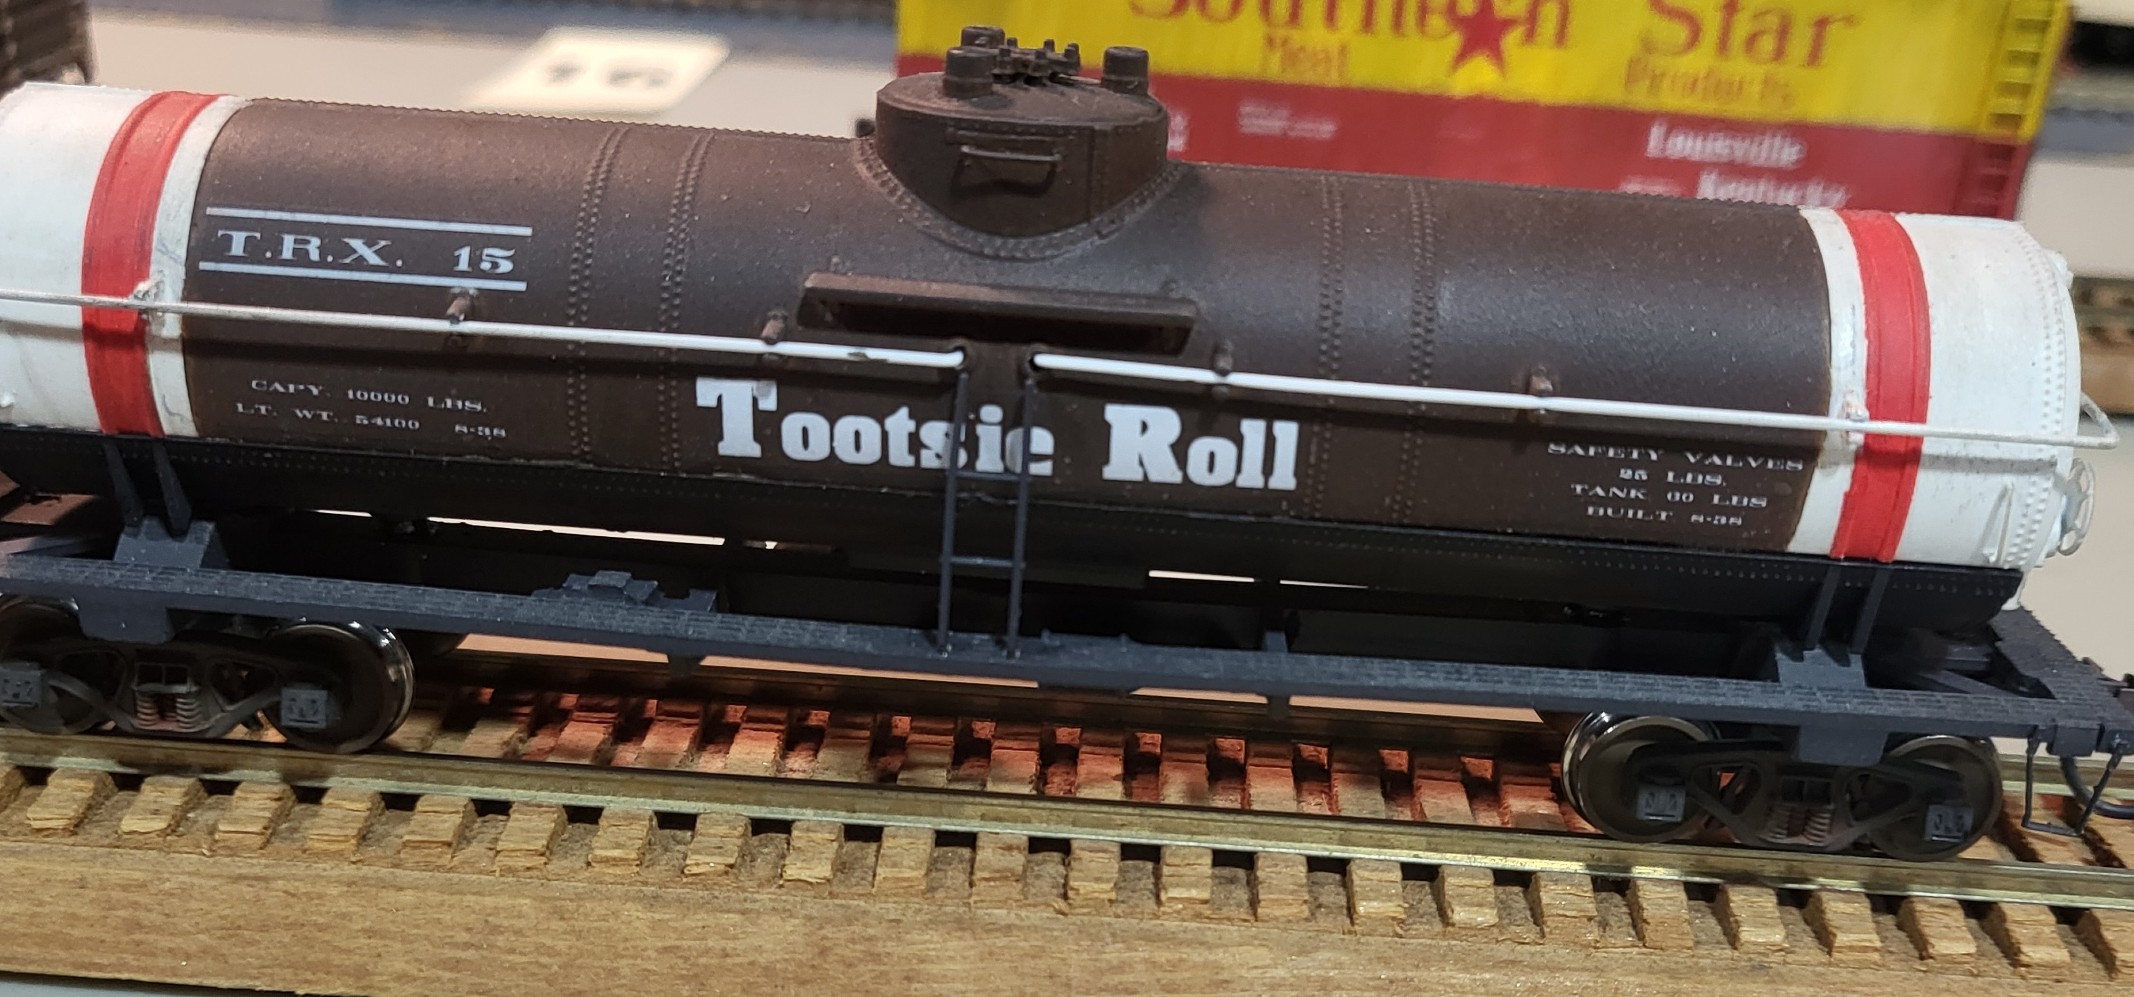 Southern Star
Meat Products
Louisville
Kentucky
T.R.X. 15
CAPY. 10000 LBS.
LT. WT. 54100 8-38
Tootsie Roll
SAFETY VALVES
25 LBS.
TANK 60 LBS
BUILT 8-38